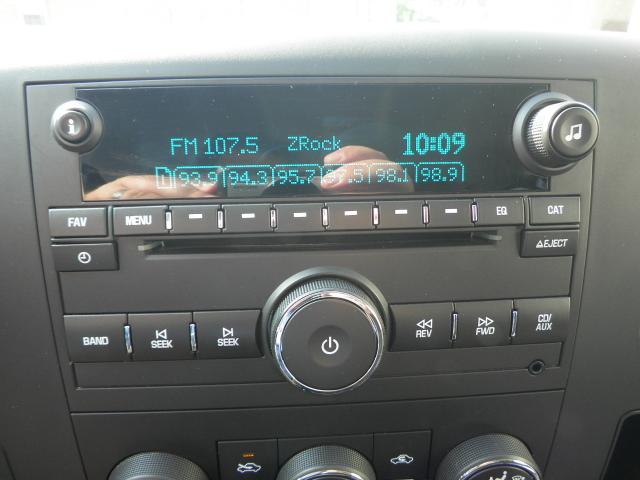 FM 107.5 ZRock 10:09
1 93.9 94.3 95.7 97.5 98.1 98.9
FAV MENU EQ CAT
EJECT
BAND SEEK SEEK REV FWD CD/AUX